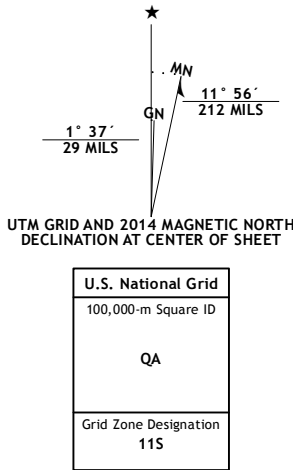 ★
MN
GN
11° 56´
212 MILS
1° 37´
29 MILS
UTM GRID AND 2014 MAGNETIC NORTH
DECLINATION AT CENTER OF SHEET
U.S. National Grid
100,000-m Square ID
QA
Grid Zone Designation
11S